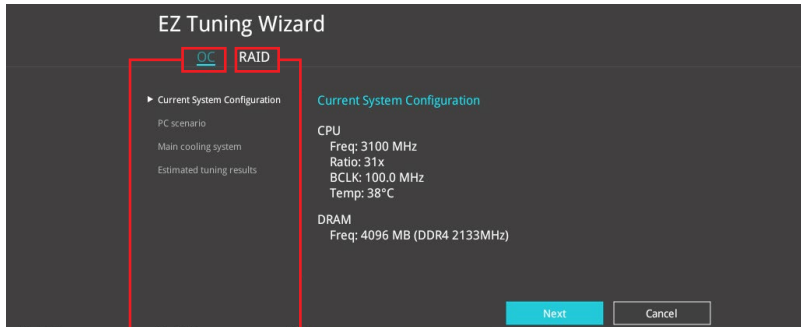 EZ Tuning Wizard
OC RAID
Current System Configuration
PC scenario
Main cooling system
Estimated tuning results
Current System Configuration
CPU
Freq: 3100 MHz
Ratio: 31x
BCLK: 100.0 MHz
Temp: 38°C
DRAM
Freq: 4096 MB (DDR4 2133MHz)
Next Cancel